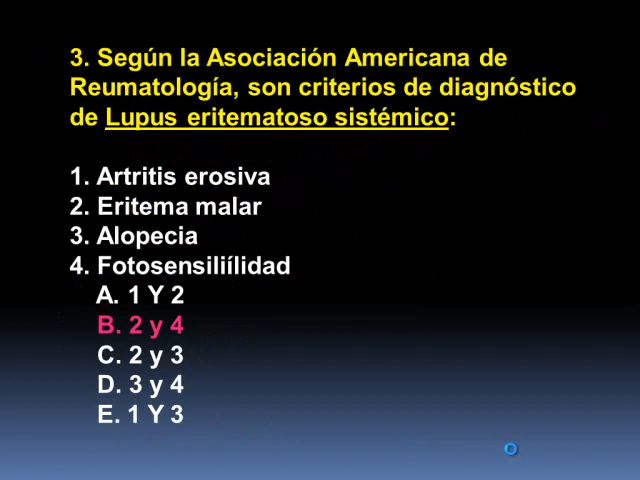 3. Según la Asociación Americana de
Reumatología, son criterios de diagnóstico
de Lupus eritematoso sistémico:
1. Artritis erosiva
2. Eritema malar
3. Alopecia
4. Fotosensiliílidad
A. 1 Y 2
B. 2 y 4
C. 2 y 3
D. 3 y 4
E. 1 Y 3